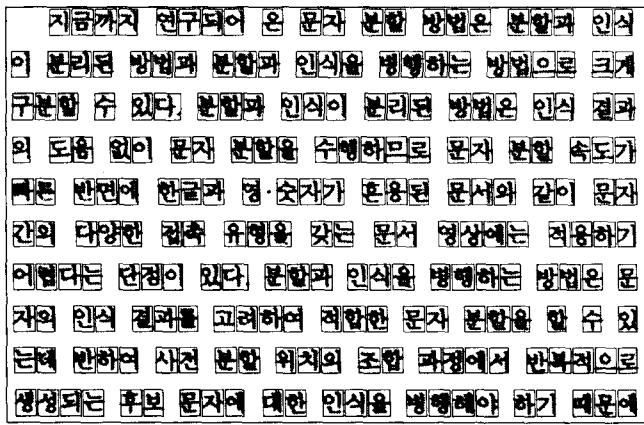 지금까지 연구되어 온 문자 분할 방법은 분할과 인식
이 분리된 방법과 분할과 인식을 병행하는 방법으로 크게
구분할 수 있다. 분할과 인식이 분리된 방법은 인식 결과
의 도움 없이 문자 분할을 수행하므로 문자 분할 속도가
빠른 반면에 한글과 영·숫자가 혼용된 문서와 같이 문자
간의 다양한 접촉 유형을 갖는 문서 영상에는 적용하기
어렵다는 단점이 있다. 분할과 인식을 병행하는 방법은 문
자의 인식 결과를 고려하여 적합한 문자 분할을 할 수 있
는데 반하여 사전 분할 위치의 조합 과정에서 반복적으로
생성되는 후보 문자에 대한 인식을 병행해야 하기 때문에